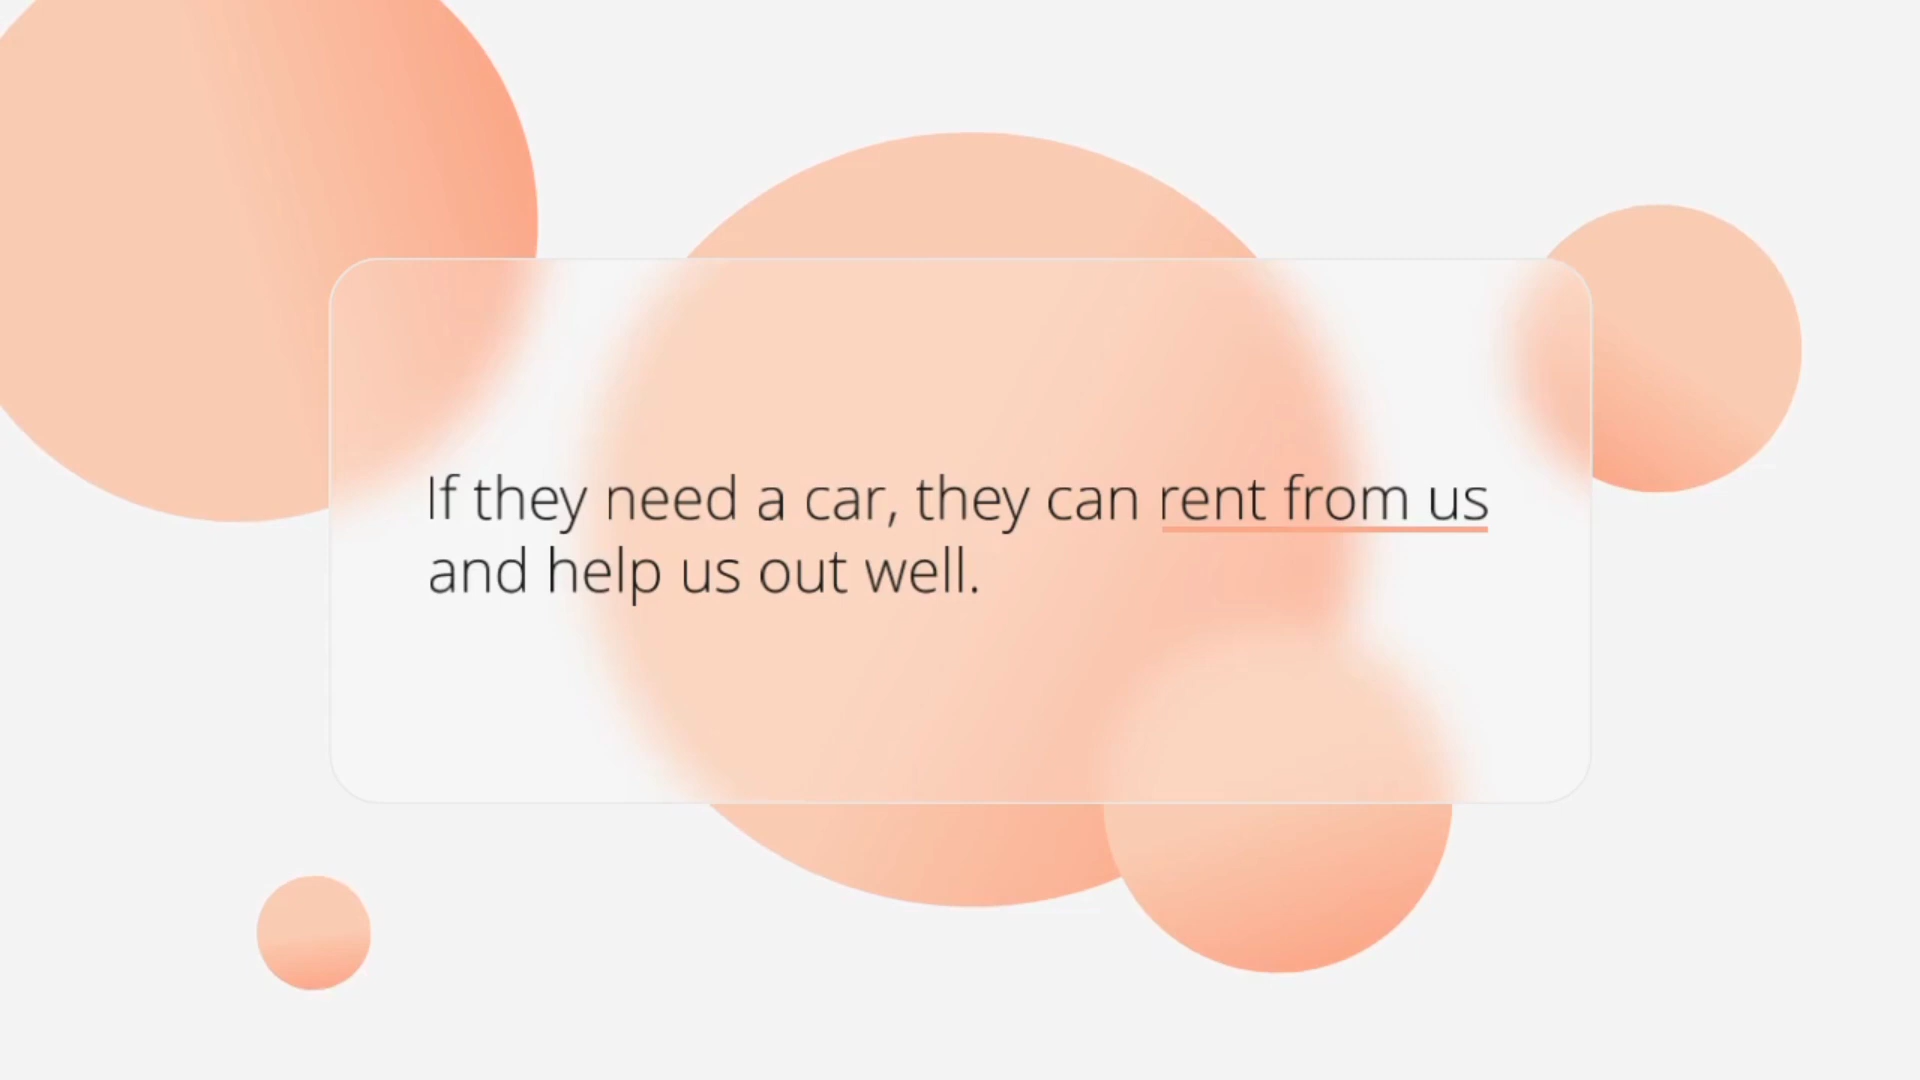 If they need a car, they can rent from us
and help us out well.